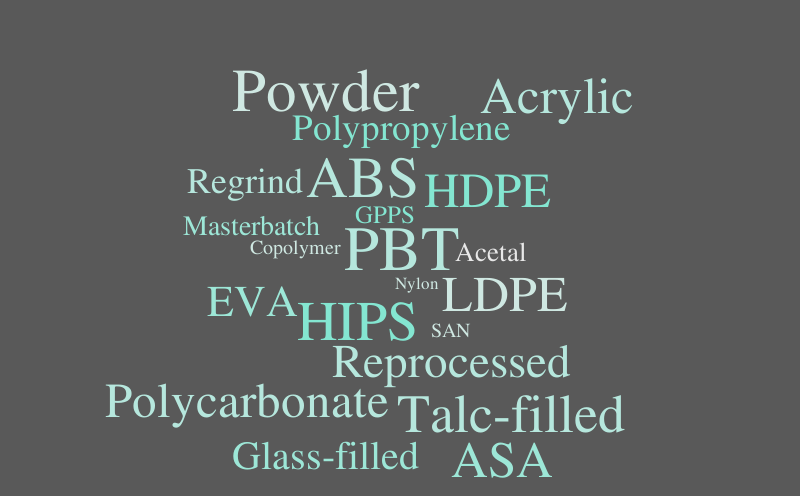 Powder Acrylic
Polypropylene
Regrind ABS HDPE
GPPS
Masterbatch
Copolymer PBT Acetal
Nylon
EVA HIPS LDPE
SAN
Reprocessed
Polycarbonate Talc-filled
Glass-filled ASA